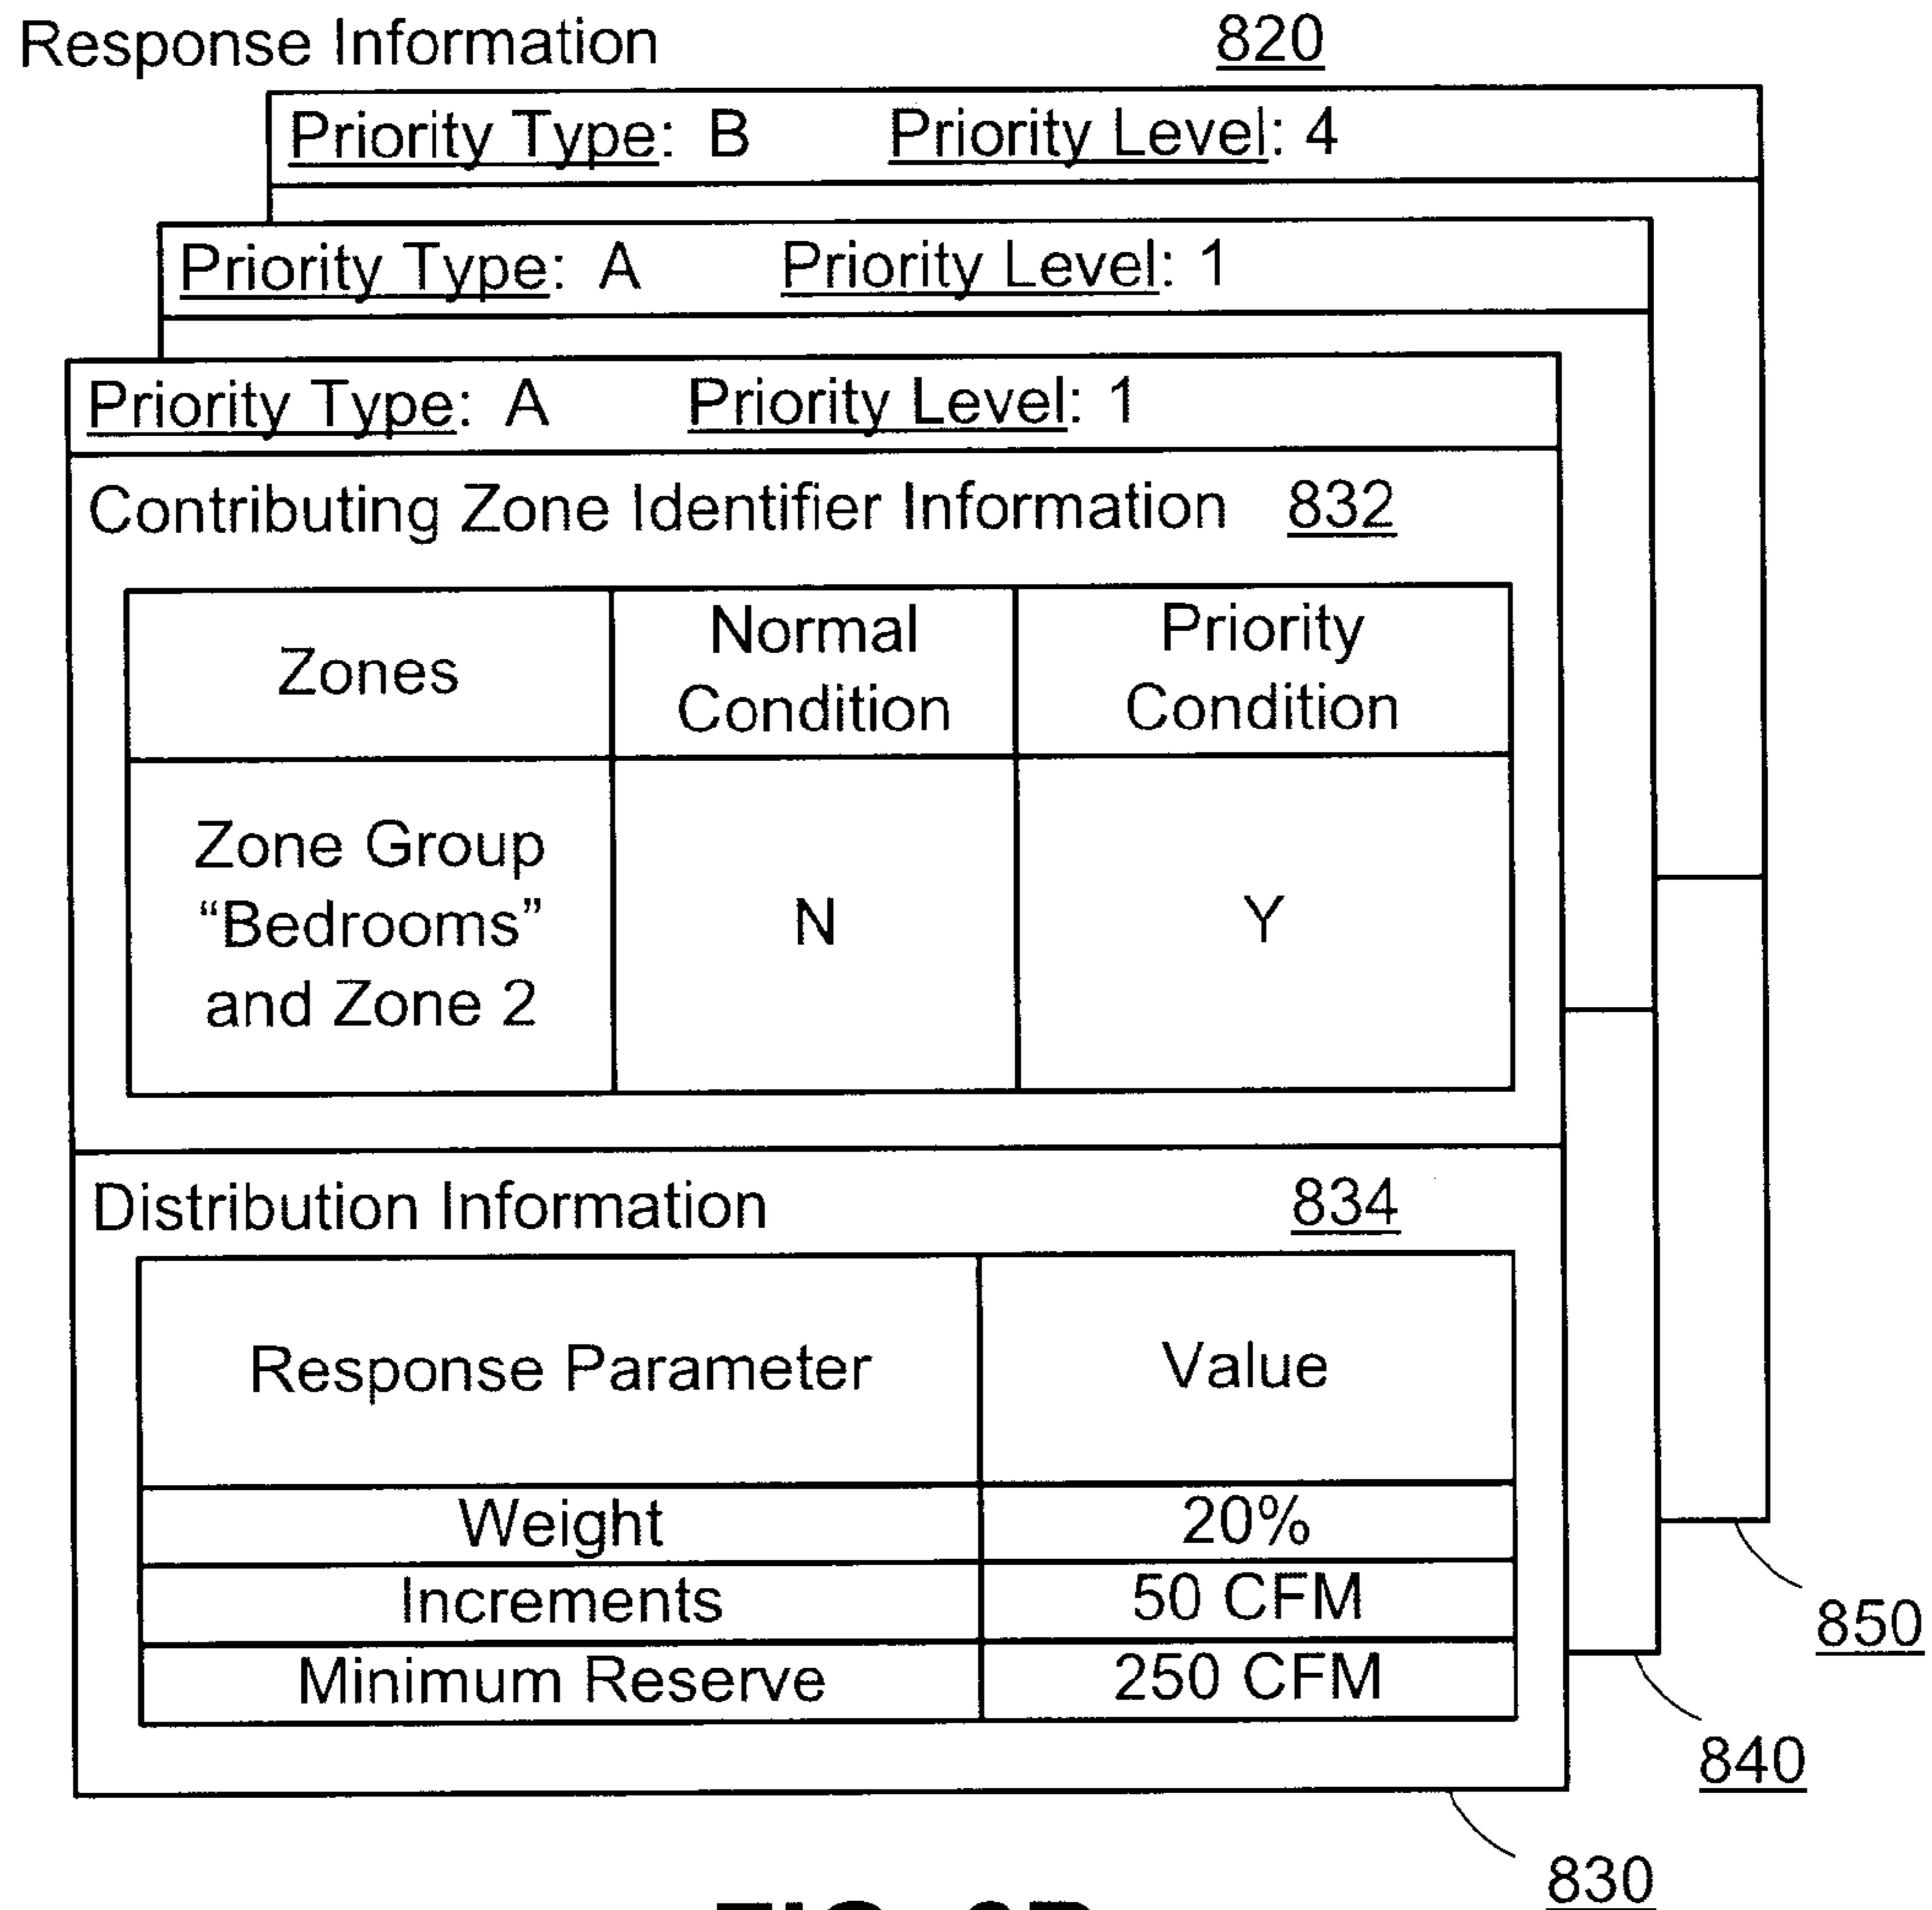 Response Information 820
Priority Type: B Priority Level: 4
Priority Type: A Priority Level: 1
Priority Type: A Priority Level: 1
Contributing Zone Identifier Information 832
Zones
Normal
Condition
Priority
Condition
Zone Group
“Bedrooms”
and Zone 2
N
Y
Distribution Information 834
Response Parameter Value
Weight 20%
Increments 50 CFM
Minimum Reserve 250 CFM
850
840
830